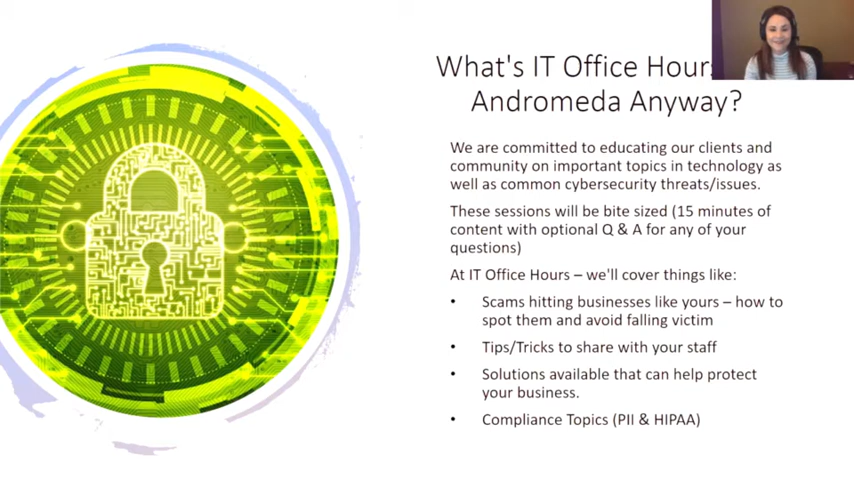 What's IT Office Hours
Andromeda Anyway?
We are committed to educating our clients and
community on important topics in technology as
well as common cybersecurity threats/issues.
These sessions will be bite sized (15 minutes of
content with optional Q & A for any of your
questions)
At IT Office Hours – we'll cover things like:
• Scams hitting businesses like yours – how to
spot them and avoid falling victim
• Tips/Tricks to share with your staff
• Solutions available that can help protect
your business.
• Compliance Topics (PII & HIPAA)